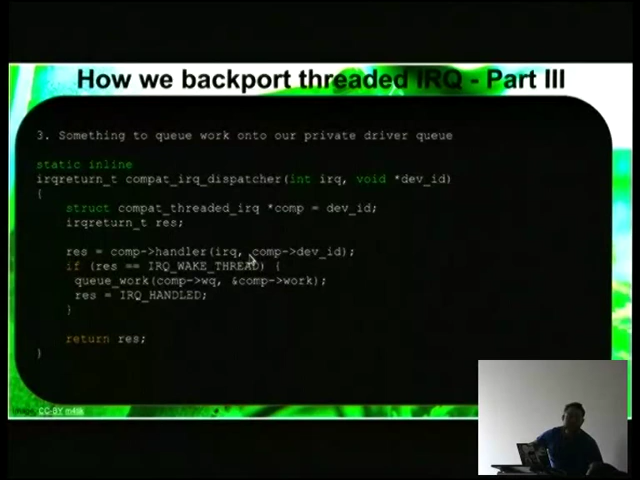 How we backport threaded IRQ - Part III
3. Something to queue work onto our private driver queue
static inline
irqreturn_t compat_irq_dispatcher(int irq, void *dev_id)
{
struct compat_threaded_irq *comp = dev_id;
irqreturn_t res;
res = comp->handler(irq, comp->dev_id);
if (res == IRQ_WAKE_THREAD) {
queue_work(comp->wq, &comp->work);
res = IRQ_HANDLED;
}
return res;
}
CC-BY